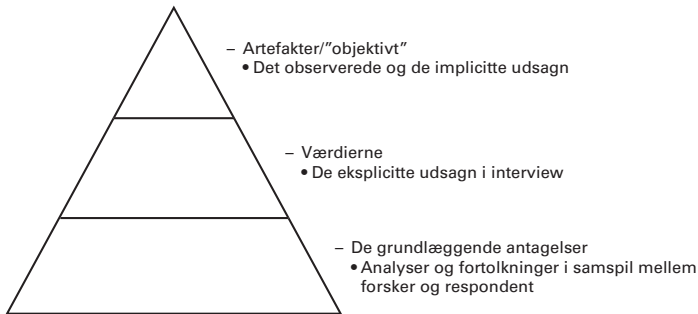 – Artefakter/”objektivt”
• Det observerede og de implicitte udsagn
– Værdierne
• De eksplicitte udsagn i interview
– De grundlæggende antagelser
• Analyser og fortolkninger i samspil mellem
forsker og respondent